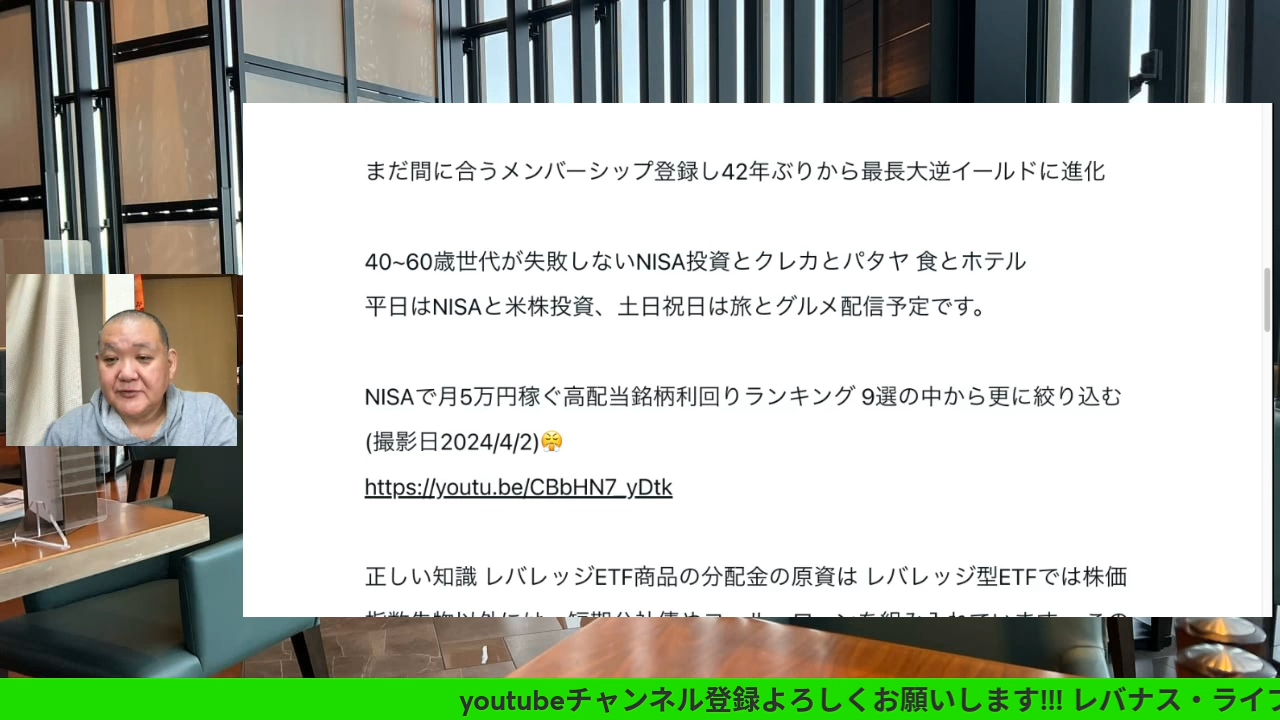 まだ間に合うメンバーシップ登録し42年ぶりから最長大逆イールドに進化
40~60歳世代が失敗しないNISA投資とクレカとパタヤ 食とホテル
平日はNISAと米株投資、土日祝日は旅とグルメ配信予定です。
NISAで月5万円稼ぐ高配当銘柄利回りランキング 9選の中から更に絞り込む
(撮影日2024/4/2)😤
https://youtu.be/CBbHN7_yDtk
正しい知識 レバレッジETF商品の分配金の原資は レバレッジ型ETFでは株価
youtubeチャンネル登録よろしくお願いします!!! レバナス・ライブ